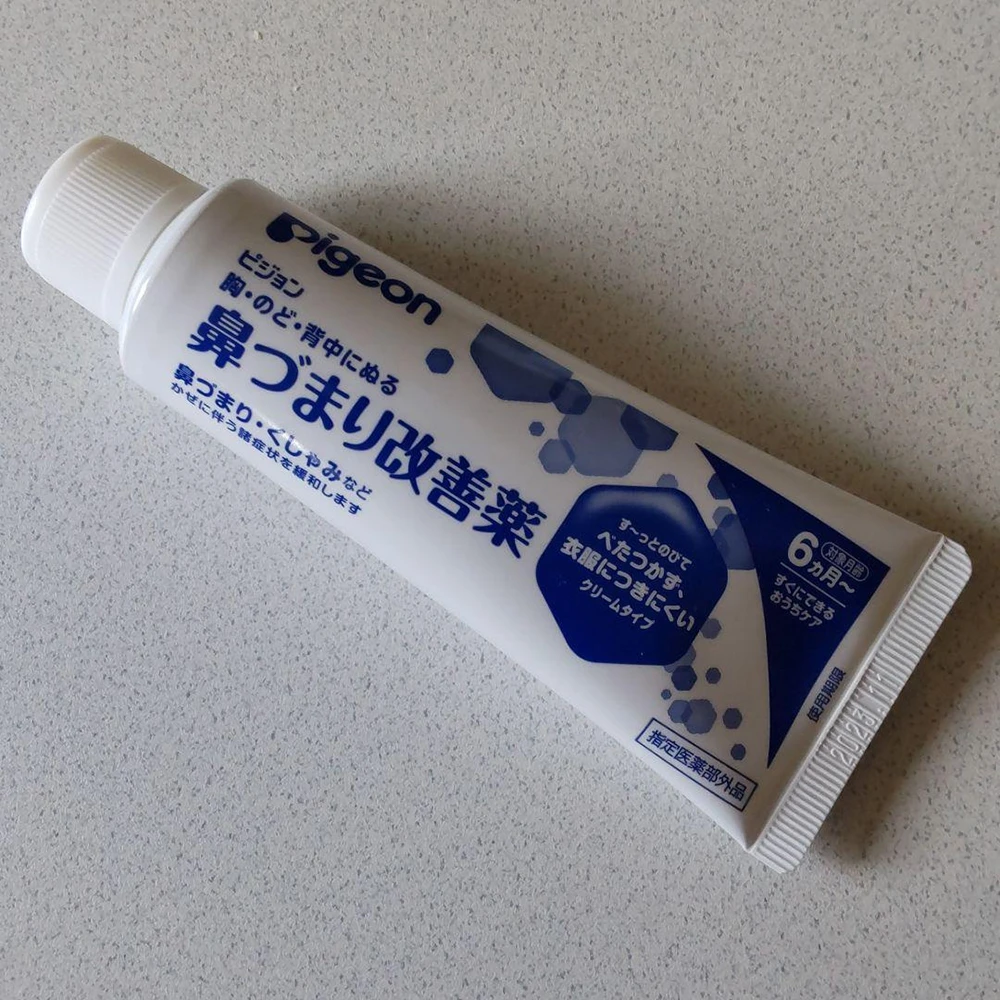 Pigeon
ピジョン
胸・のど・背中にぬる
鼻づまり改善薬
鼻づまり・くしゃみなど
かぜに伴う諸症状を緩和します
す〜っとのびて
べたつかず、
衣服につきにくい
クリームタイプ
対象月齢
6ヵ月〜
すぐにできる
おうちケア
使用期限
2023.11
指定医薬部外品